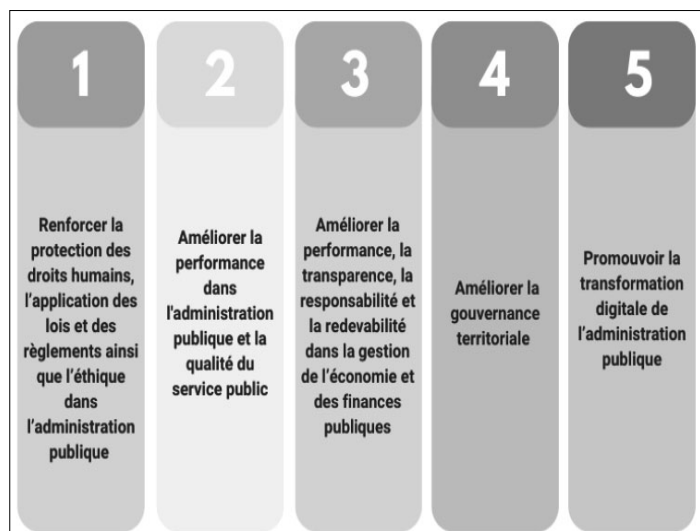 1
Renforcer la
protection des
droits humains,
l'application des
lois et des
règlements ainsi
que l'éthique
dans
l'administration
publique
2
Améliorer la
performance
dans
l'administration
publique et la
qualité du
service public
3
Améliorer la
performance, la
transparence, la
responsabilité et
la redevabilité
dans la gestion
de l'économie et
des finances
publiques
4
Améliorer la
gouvernance
territoriale
5
Promouvoir la
transformation
digitale de
l'administration
publique